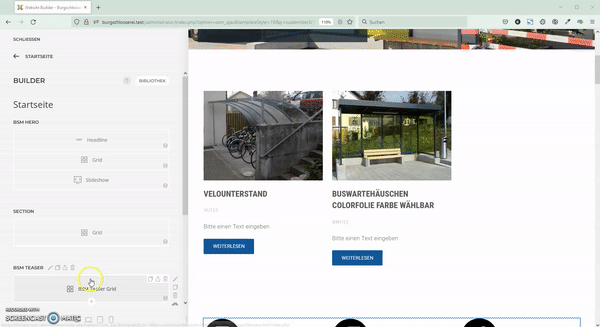 Website Builder - Burgschlosserei
burgschlosserei.test/administrator/index.php?option=com_ajax&templateStyle=
110%
Suchen
SCHLIESSEN
STARTSEITE
BUILDER
BIBLIOTHEK
Startseite
BSM HERO
Headline
Grid
Slideshow
SECTION
Grid
BSM TEASER
BSM Teaser Grid
VELOUNTERSTAND
Bitte einen Text eingeben
WEITERLESEN
BUSWARTEHÄUSCHEN
COLORFOLIE FARBE WÄHLBAR
Bitte einen Text eingeben
WEITERLESEN
RECORDED WITH
SCREENCAST MATIC